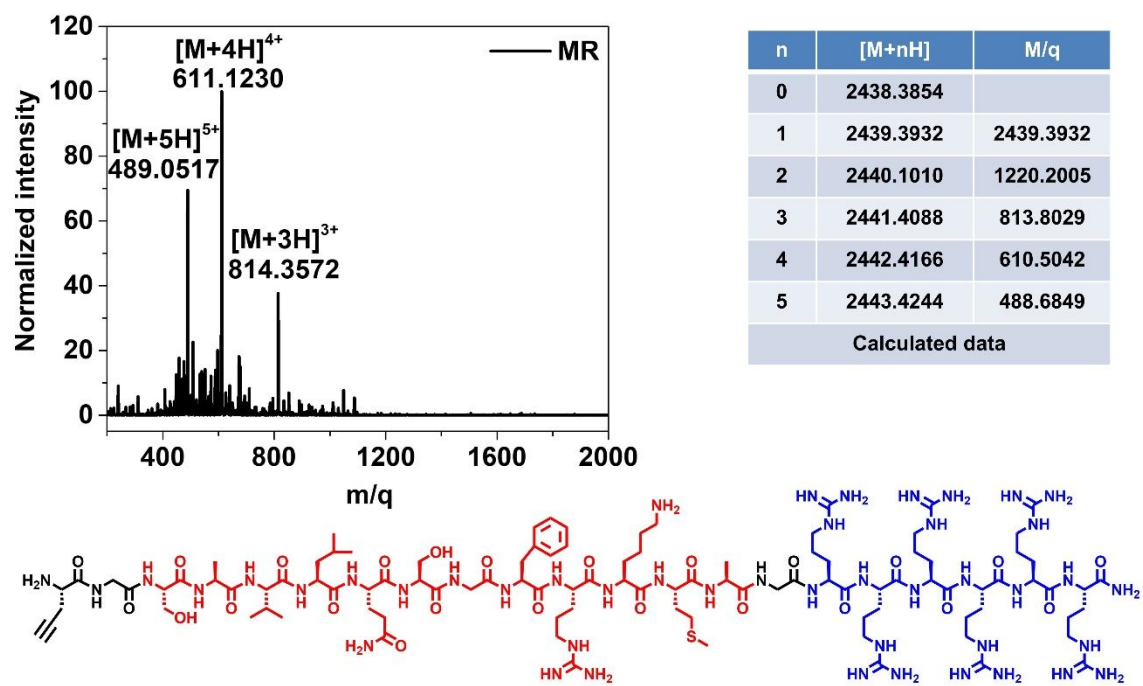 120
100
80
60
40
20
0
Normalized intensity
400 800 1200 1600 2000
m/q
MR
[M+4H]4+
611.1230
[M+5H]5+
489.0517
[M+3H]3+
814.3572
n [M+nH] M/q
0 2438.3854
1 2439.3932 2439.3932
2 2440.1010 1220.2005
3 2441.4088 813.8029
4 2442.4166 610.5042
5 2443.4244 488.6849
Calculated data
HN NH2 HN NH2 HN NH2
NH2
NH NH NH
OH
O O O O O O O O O O O
H2N N H N H N H N H N H N H N H N H NH2
OH
H2N O
S
NH NH NH NH
HN NH2 HN NH2 HN NH2 HN NH2